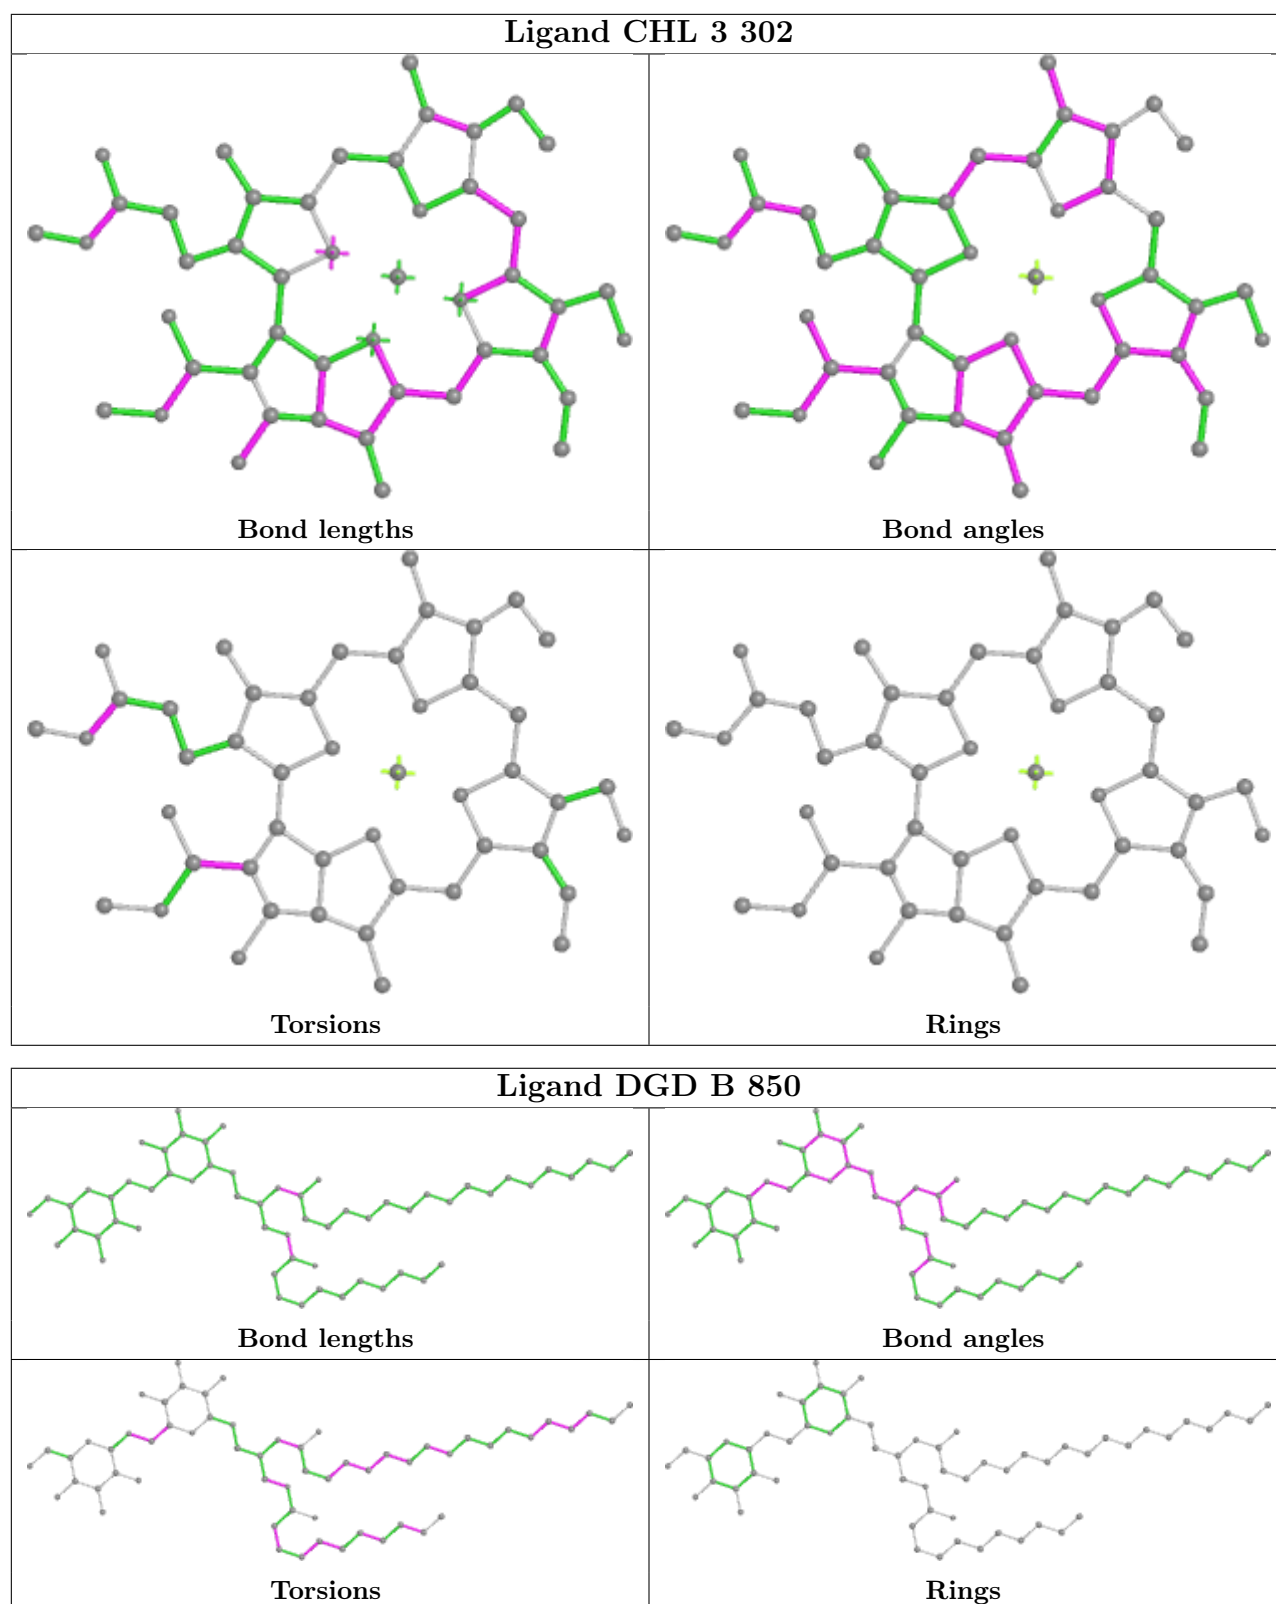 Ligand CHL 3 302
Bond lengths
Bond angles
Torsions
Rings
Ligand DGD B 850
Bond lengths
Bond angles
Torsions
Rings